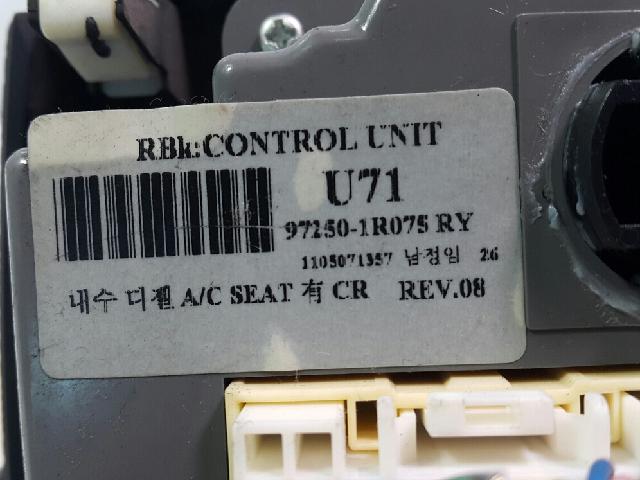 RBk:CONTROL UNIT
U71
97250-1R075 RY
1105071357 남정임 26
내수 디젤 A/C SEAT 有 CR REV.08